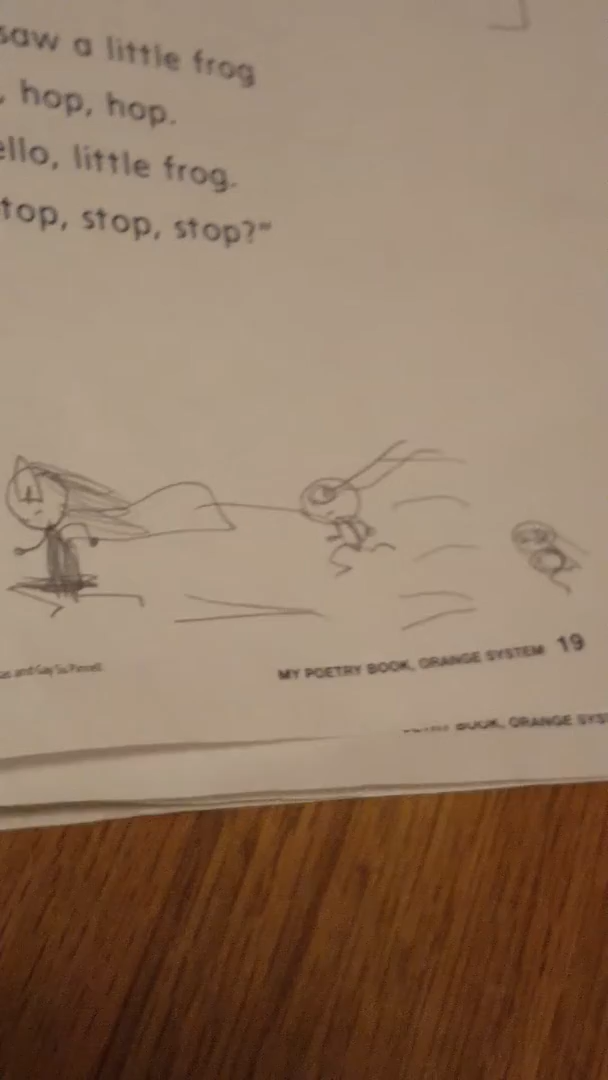 saw a little frog
, hop, hop.
ello, little frog.
top, stop, stop?"
MY POETRY BOOK, ORANGE SYSTEM 19
BOOK, ORANGE SYS